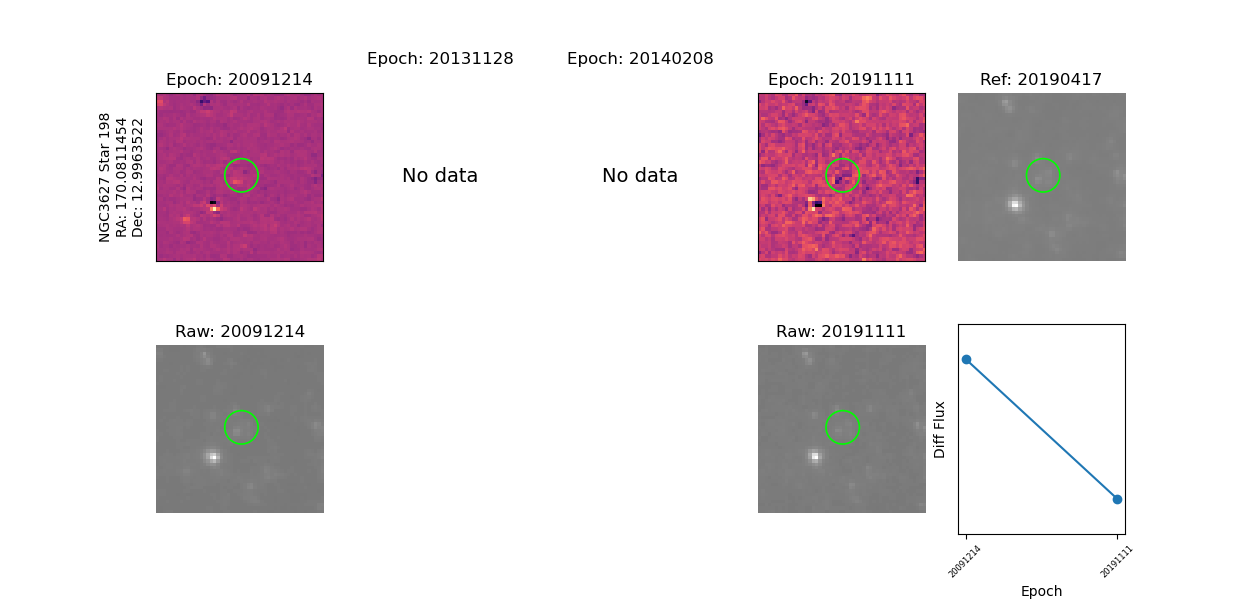 Epoch: 20131128
Epoch: 20140208
Epoch: 20091214
Epoch: 20191111
Ref: 20190417
NGC3627 Star 198
RA: 170.0811454
Dec: 12.9963522
No data
No data
Raw: 20091214
Raw: 20191111
Diff Flux
20091214
20191111
Epoch